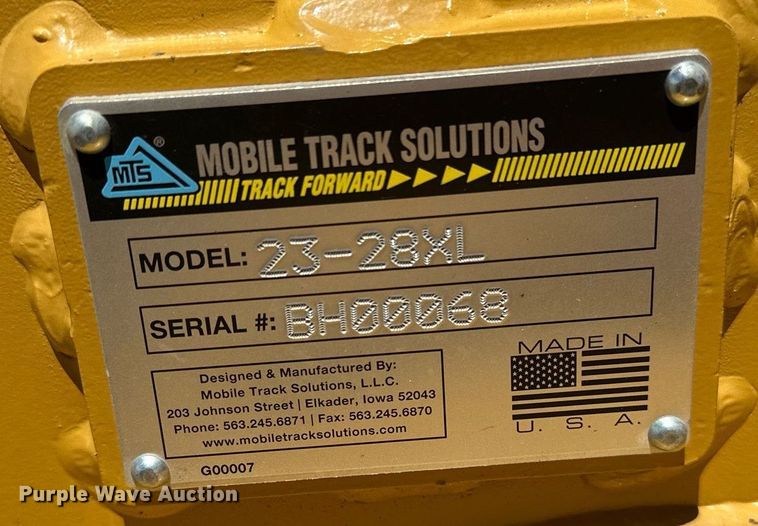 MTS ®
MOBILE TRACK SOLUTIONS
TRACK FORWARD
MODEL: 23-28XL
SERIAL #: BH00068
Designed & Manufactured By:
Mobile Track Solutions, L.L.C.
203 Johnson Street | Elkader, Iowa 52043
Phone: 563.245.6871 | Fax: 563.245.6870
www.mobiletracksolutions.com
MADE IN
U. S. A.
G00007
Purple Wave Auction